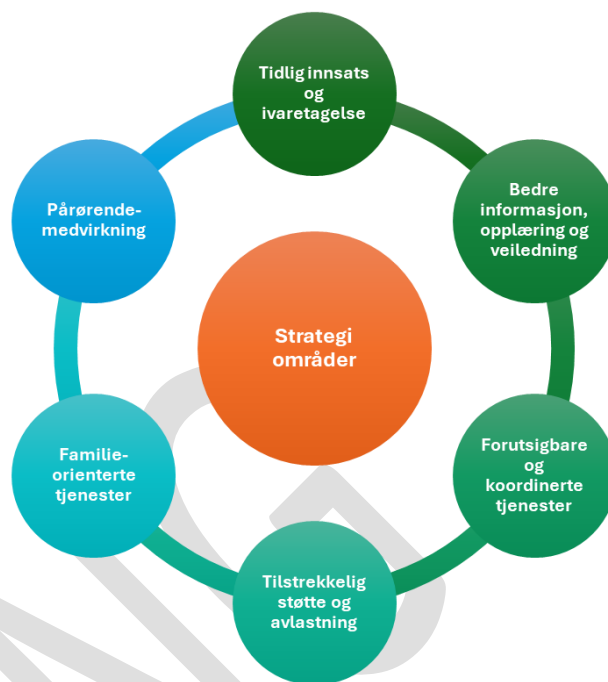 Tidlig innsats
og
ivaretagelse
Bedre
informasjon,
opplæring og
veiledning
Forutsigbare
og
koordinerte
tjenester
Tilstrekkelig
støtte og
avlastning
Familie-
orienterte
tjenester
Pårørende-
medvirkning
Strategi
områder